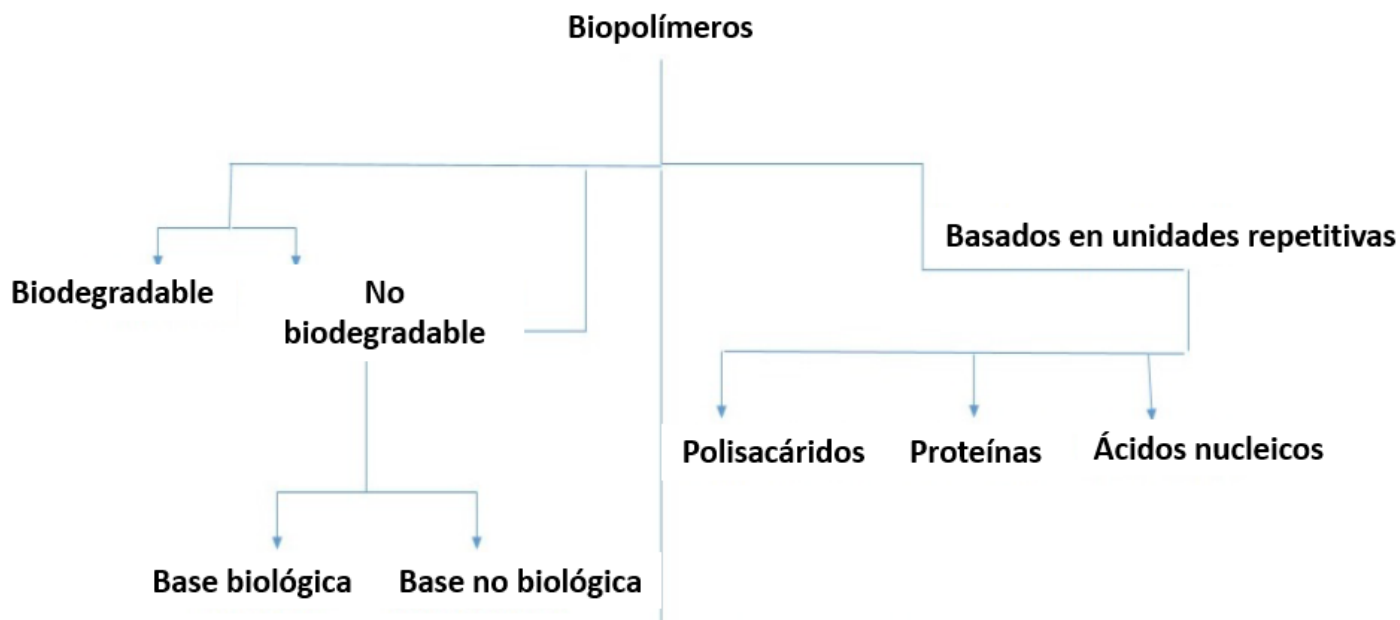 Biopolímeros
Basados en unidades repetitivas
Biodegradable
No
biodegradable
Polisacáridos
Proteínas
Ácidos nucleicos
Base biológica
Base no biológica